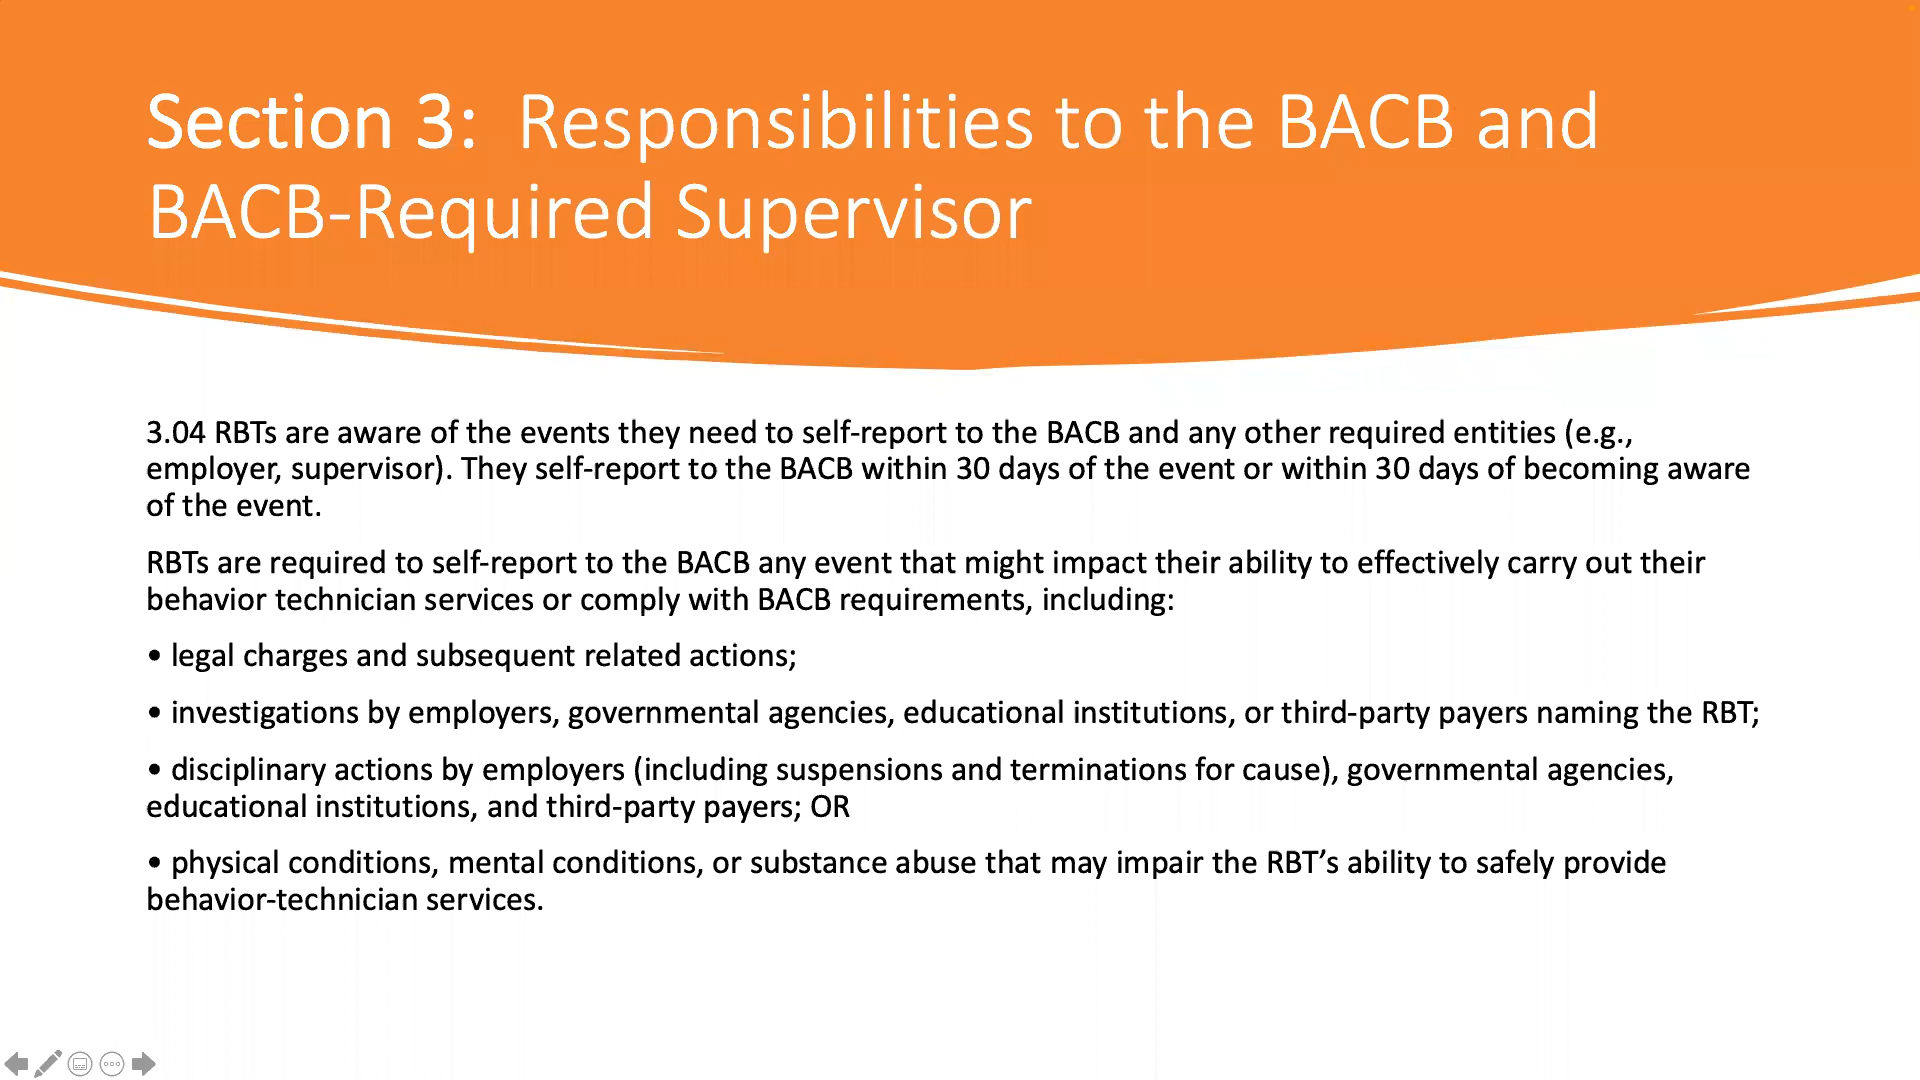 Section 3:  Responsibilities to the BACB and
BACB-Required Supervisor
3.04 RBTs are aware of the events they need to self-report to the BACB and any other required entities (e.g.,
employer, supervisor). They self-report to the BACB within 30 days of the event or within 30 days of becoming aware
of the event.
RBTs are required to self-report to the BACB any event that might impact their ability to effectively carry out their
behavior technician services or comply with BACB requirements, including:
• legal charges and subsequent related actions;
• investigations by employers, governmental agencies, educational institutions, or third-party payers naming the RBT;
• disciplinary actions by employers (including suspensions and terminations for cause), governmental agencies,
educational institutions, and third-party payers; OR
• physical conditions, mental conditions, or substance abuse that may impair the RBT’s ability to safely provide
behavior-technician services.